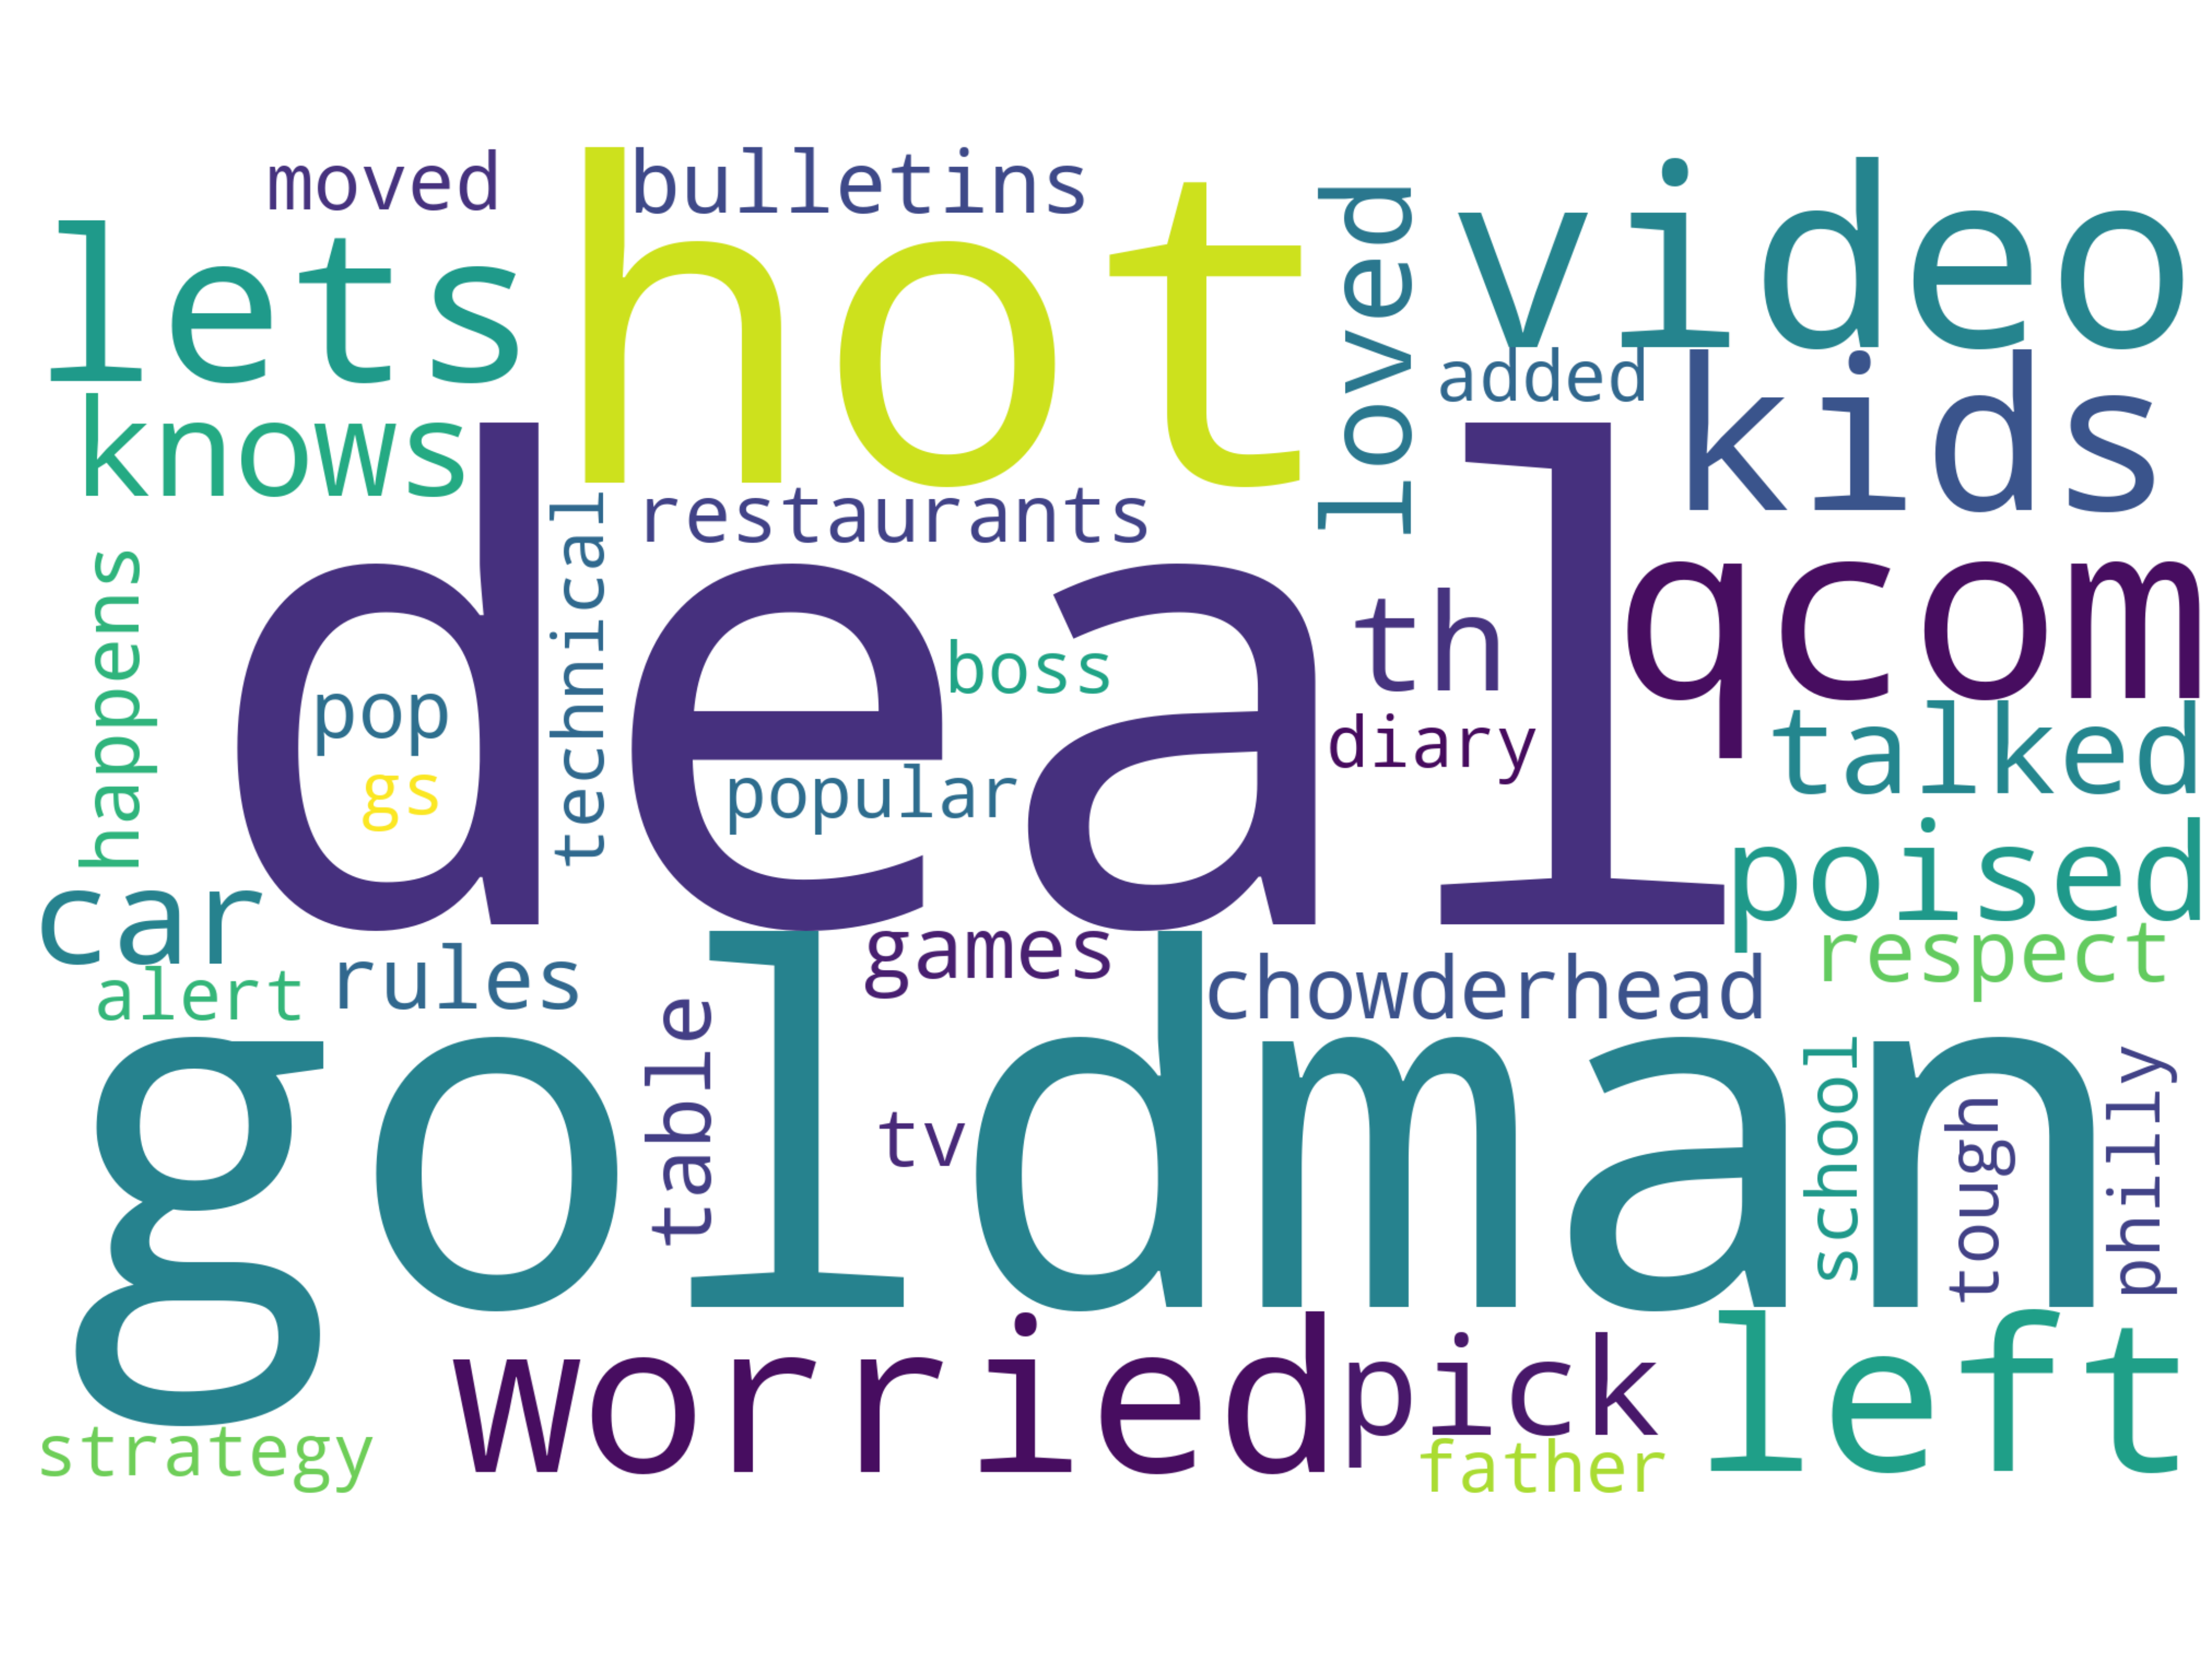 moved
bulletins
lets
hot
loved
video
added
kids
knows
restaurants
technical
deal
qcom
happens
th
boss
pop
diary
talked
gs
popular
poised
car
games
respect
alert
rules
chowderhead
table
goldman
tv
school
tough
philly
worried
pick
left
strategy
father